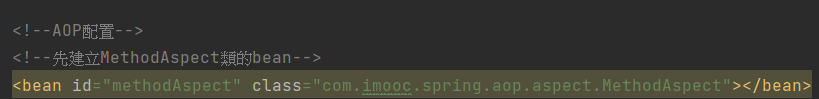 <!--AOP配置-->
<!--先建立MethodAspect類的bean-->
<bean id="methodAspect" class="com.imooc.spring.aop.aspect.MethodAspect"></bean>